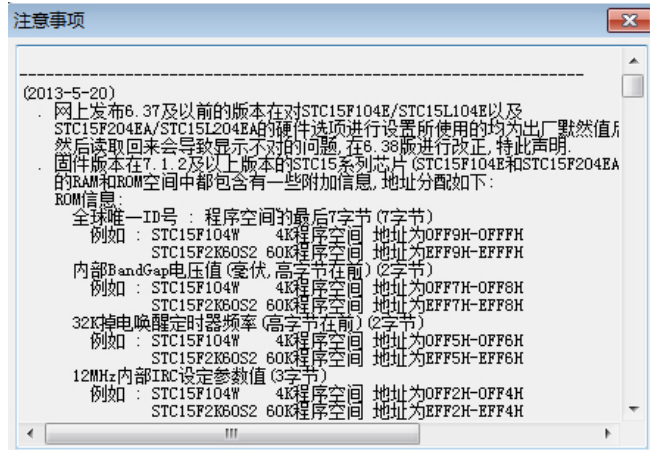 注意事项
------------------------------------------------------------
(2013-5-20)
. 网上发布6.37及以前的版本在对STC15F104E/STC15L104E以及
STC15F204EA/STC15L204EA的硬件选项进行设置所使用的均为出厂默然值,
然后读取回来会导致显示不对的问题,在6.38版进行改正,特此声明.
. 固件版本在7.1.2及以上版本的STC15系列芯片(STC15F104E和STC15F204EA
的RAM和ROM空间中都包含有一些附加信息,地址分配如下:
ROM信息:
全球唯一ID号 : 程序空间的最后7字节(7字节)
例如 : STC15F104W 4K程序空间 地址为0FF9H-0FFFH
STC15F2K60S2 60K程序空间 地址为EFF9H-EFFFH
内部BandGap电压值(毫伏,高字节在前)(2字节)
例如 : STC15F104W 4K程序空间 地址为0FF7H-0FF8H
STC15F2K60S2 60K程序空间 地址为EFF7H-EFF8H
32K掉电唤醒定时器频率(高字节在前)(2字节)
例如 : STC15F104W 4K程序空间 地址为0FF5H-0FF6H
STC15F2K60S2 60K程序空间 地址为EFF5H-EFF6H
12MHz内部IRC设定参数值(3字节)
例如 : STC15F104W 4K程序空间 地址为0FF2H-0FF4H
STC15F2K60S2 60K程序空间 地址为EFF2H-EFF4H